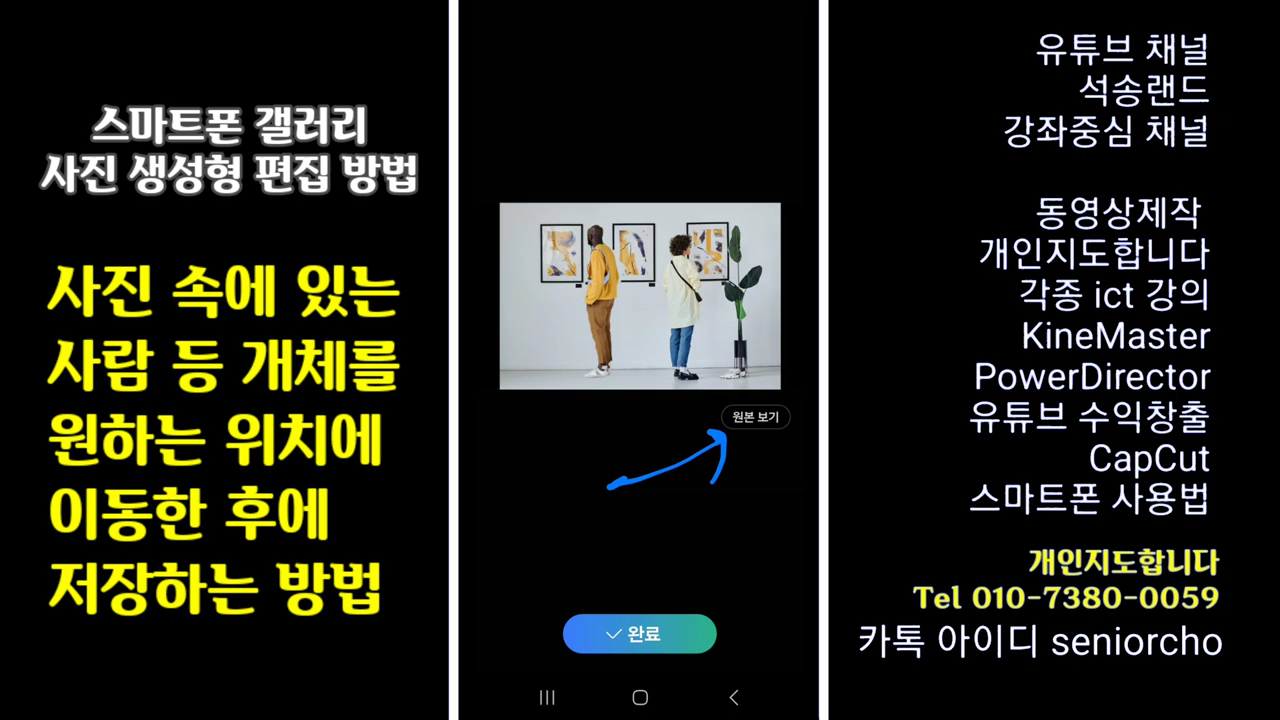 스마트폰 갤러리
사진 생성형 편집 방법
사진 속에 있는
사람 등 개체를
원하는 위치에
이동한 후에
저장하는 방법
원본 보기
완료
유튜브 채널
석송랜드
강좌중심 채널
동영상제작
개인지도합니다
각종 ict 강의
KineMaster
PowerDirector
유튜브 수익창출
CapCut
스마트폰 사용법
개인지도합니다
Tel 010-7380-0059
카톡 아이디 seniorcho